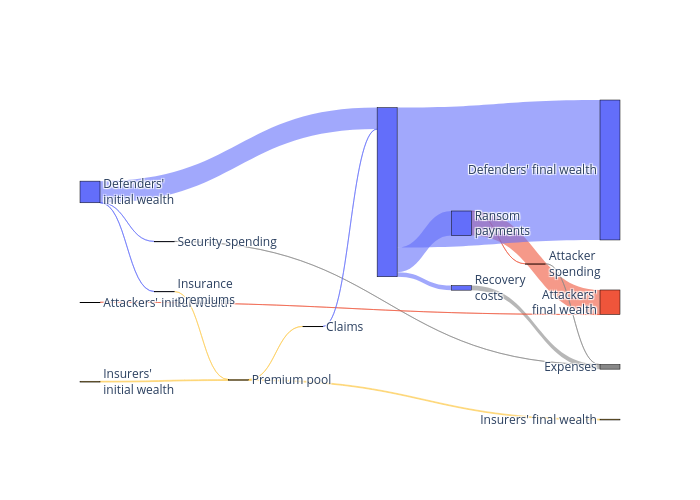 Defenders'
initial wealth
Security spending
Insurance
premiums
Attackers' initial wealth
Insurers'
initial wealth
Premium pool
Claims
Defenders' final wealth
Ransom
payments
Recovery
costs
Attacker
spending
Attackers'
final wealth
Expenses
Insurers' final wealth